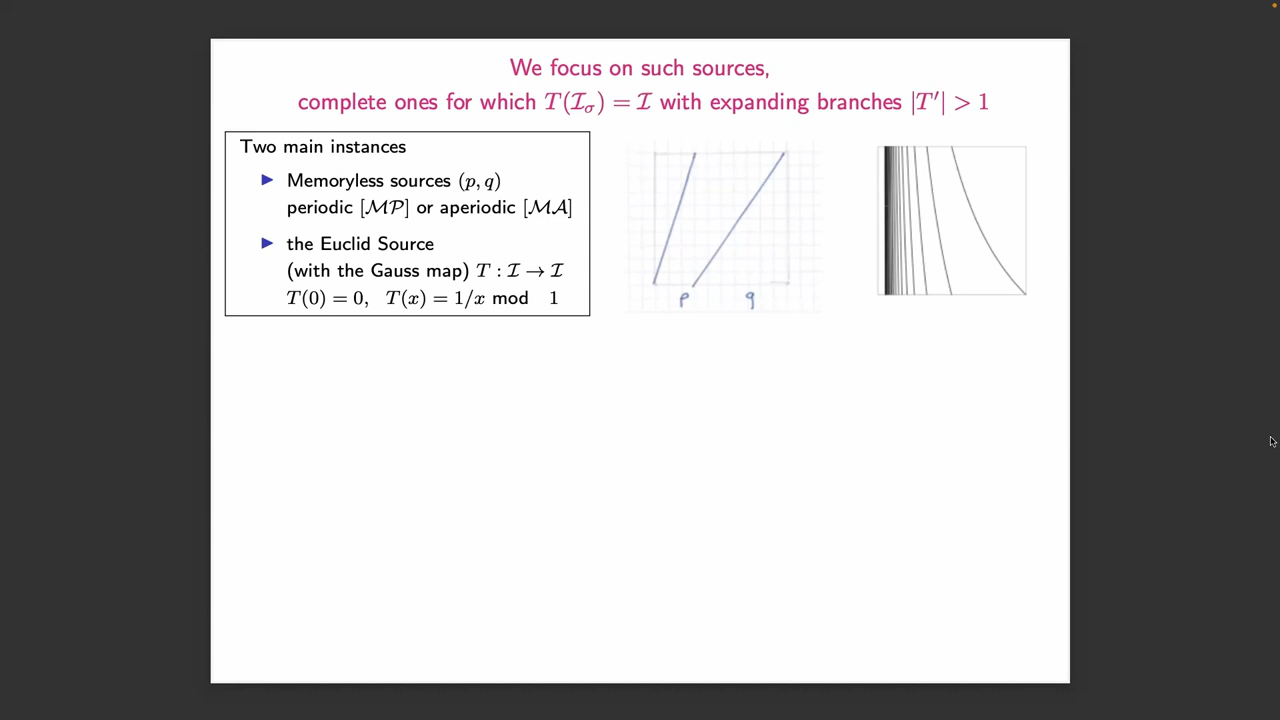 We focus on such sources,
complete ones for which T(ℐ_σ) = ℐ with expanding branches |T′| > 1
Two main instances
▶ Memoryless sources (p, q)
periodic [ℳ𝒫] or aperiodic [ℳ𝒜]
▶ the Euclid Source
(with the Gauss map) T : ℐ → ℐ
T(0) = 0, T(x) = 1/x mod 1
p q